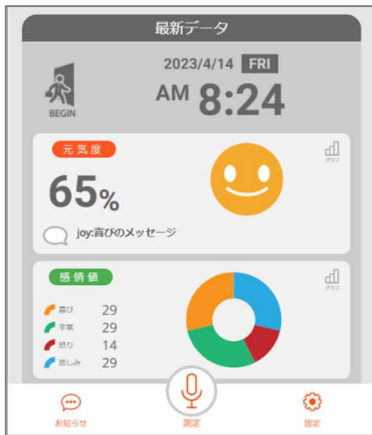 最新データ
2023/4/14 FRI
BEGIN
AM 8:24
元気度
グラフ
65%
joy:喜びのメッセージ
感情値
グラフ
喜び 29
平常 29
怒り 14
悲しみ 29
お知らせ
測定
設定